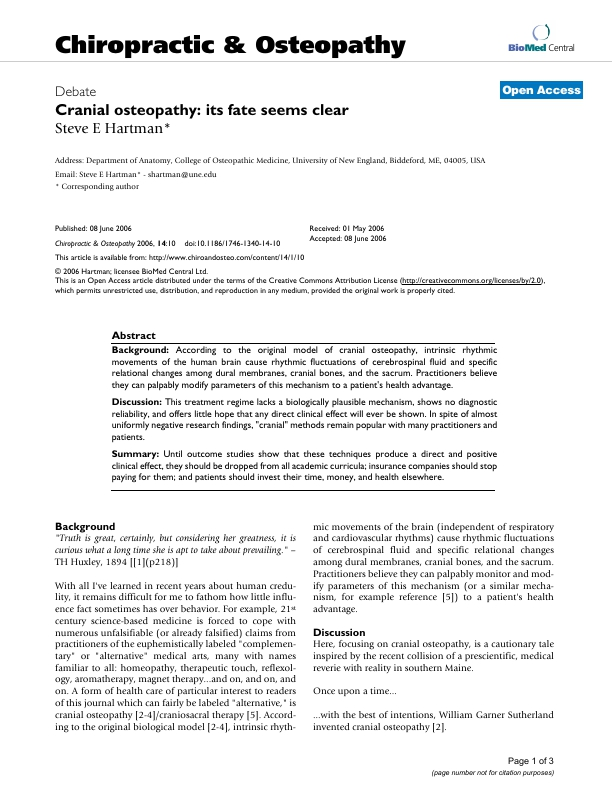 Chiropractic & Osteopathy
BioMed Central
Debate
Open Access
Cranial osteopathy: its fate seems clear
Steve E Hartman*
Address: Department of Anatomy, College of Osteopathic Medicine, University of New England, Biddeford, ME, 04005, USA
Email: Steve E Hartman* - shartman@une.edu
* Corresponding author
Published: 08 June 2006
Chiropractic & Osteopathy 2006, 14:10 doi:10.1186/1746-1340-14-10
Received: 01 May 2006
Accepted: 08 June 2006
This article is available from: http://www.chiroandosteo.com/content/14/1/10
© 2006 Hartman; licensee BioMed Central Ltd.
This is an Open Access article distributed under the terms of the Creative Commons Attribution License (http://creativecommons.org/licenses/by/2.0),
which permits unrestricted use, distribution, and reproduction in any medium, provided the original work is properly cited.
Abstract
Background: According to the original model of cranial osteopathy, intrinsic rhythmic
movements of the human brain cause rhythmic fluctuations of cerebrospinal fluid and specific
relational changes among dural membranes, cranial bones, and the sacrum. Practitioners believe
they can palpably modify parameters of this mechanism to a patient's health advantage.
Discussion: This treatment regime lacks a biologically plausible mechanism, shows no diagnostic
reliability, and offers little hope that any direct clinical effect will ever be shown. In spite of almost
uniformly negative research findings, "cranial" methods remain popular with many practitioners and
patients.
Summary: Until outcome studies show that these techniques produce a direct and positive
clinical effect, they should be dropped from all academic curricula; insurance companies should stop
paying for them; and patients should invest their time, money, and health elsewhere.
Background
"Truth is great, certainly, but considering her greatness, it is
curious what a long time she is apt to take about prevailing." –
TH Huxley, 1894 [[1](p218)]
With all I've learned in recent years about human credu-
lity, it remains difficult for me to fathom how little influ-
ence fact sometimes has over behavior. For example, 21st
century science-based medicine is forced to cope with
numerous unfalsifiable (or already falsified) claims from
practitioners of the euphemistically labeled "complemen-
tary" or "alternative" medical arts, many with names
familiar to all: homeopathy, therapeutic touch, reflexol-
ogy, aromatherapy, magnet therapy...and on, and on, and
on. A form of health care of particular interest to readers
of this journal which can fairly be labeled "alternative," is
cranial osteopathy [2-4]/craniosacral therapy [5]. Accord-
ing to the original biological model [2-4], intrinsic rhyth-
mic movements of the brain (independent of respiratory
and cardiovascular rhythms) cause rhythmic fluctuations
of cerebrospinal fluid and specific relational changes
among dural membranes, cranial bones, and the sacrum.
Practitioners believe they can palpably monitor and mod-
ify parameters of this mechanism (or a similar mecha-
nism, for example reference [5]) to a patient's health
advantage.
Discussion
Here, focusing on cranial osteopathy, is a cautionary tale
inspired by the recent collision of a prescientific, medical
reverie with reality in southern Maine.
Once upon a time...
...with the best of intentions, William Garner Sutherland
invented cranial osteopathy [2].
Page 1 of 3
(page number not for citation purposes)